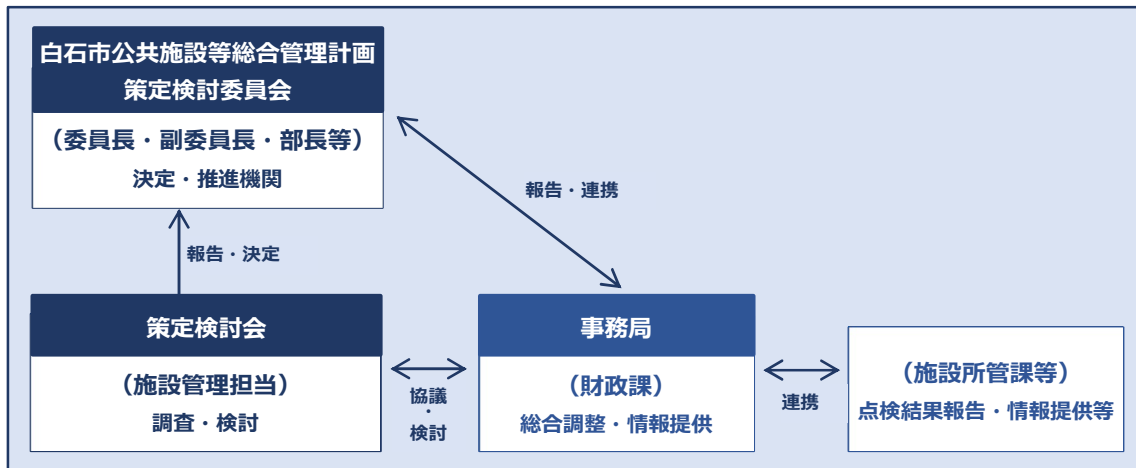 白石市公共施設等総合管理計画
策定検討委員会
（委員長・副委員長・部長等）
決定・推進機関
報告・連携
報告・決定
策定検討会
（施設管理担当）
調査・検討
協議
・
検討
事務局
（財政課）
総合調整・情報提供
連携
（施設所管課等）
点検結果報告・情報提供等